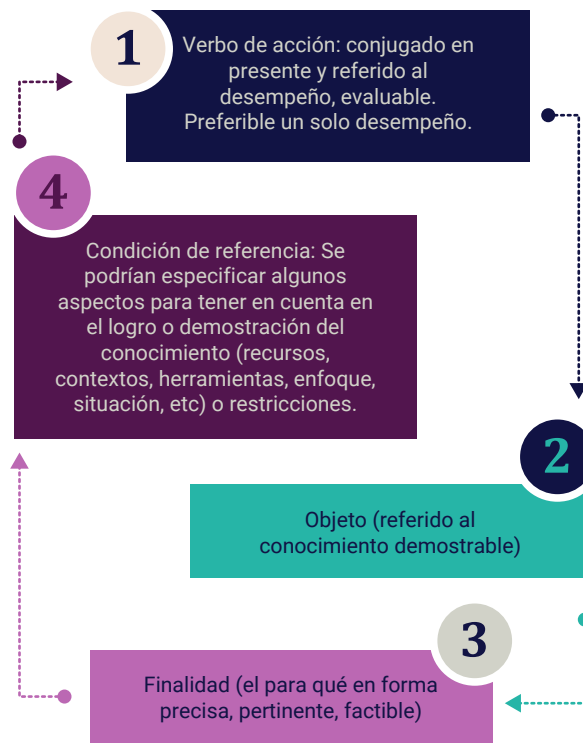 1
Verbo de acción: conjugado en
presente y referido al
desempeño, evaluable.
Preferible un solo desempeño.
4
Condición de referencia: Se
podrían especificar algunos
aspectos para tener en cuenta en
el logro o demostración del
conocimiento (recursos,
contextos, herramientas, enfoque,
situación, etc) o restricciones.
2
Objeto (referido al
conocimiento demostrable)
3
Finalidad (el para qué en forma
precisa, pertinente, factible)